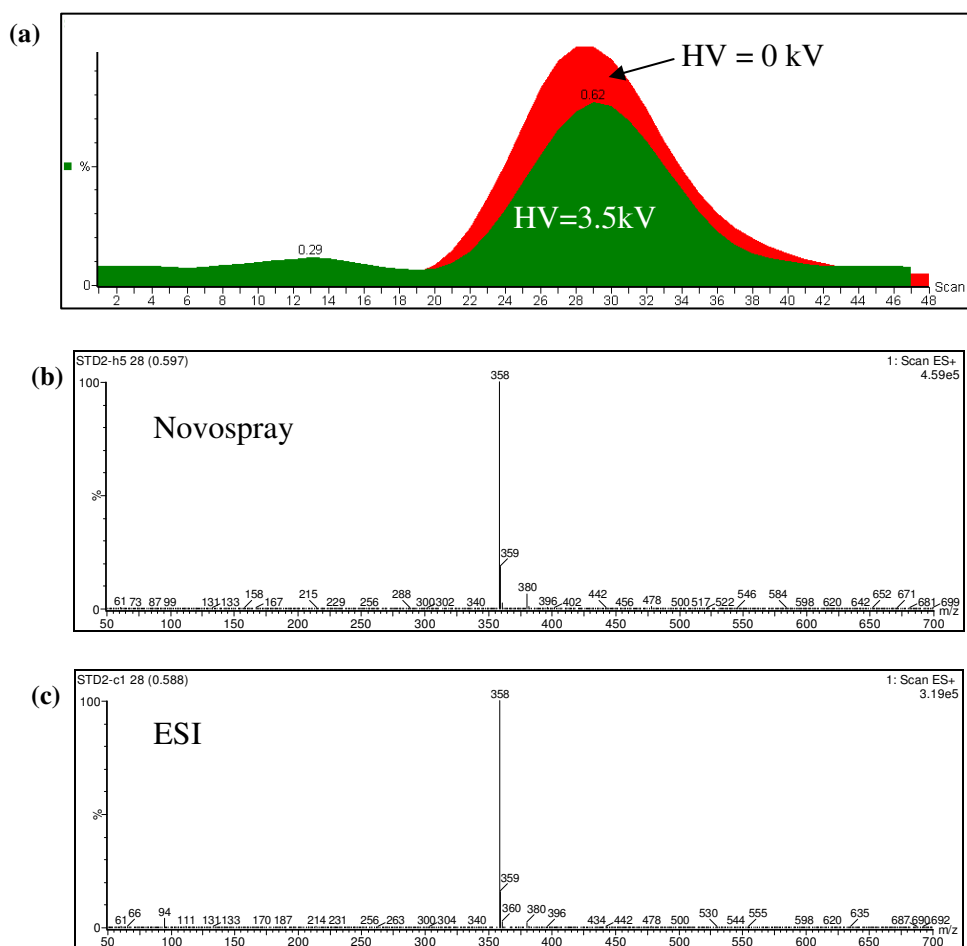 (a)
HV = 0 kV
0.62
%
HV=3.5kV
0.29
0
2 4 6 8 10 12 14 16 18 20 22 24 26 28 30 32 34 36 38 40 42 44 46 48 Scan
(b)
STD2-h5 28 (0.597) 1: Scan ES+
4.59e5
100 358
Novospray
%
359
380
61 73 87 99 131 133 158 167 215 229 256 288 300 302 340 396 402 442 456 478 500 517 522 546 584 598 620 642 652 671 681 699
0 m/z
50 100 150 200 250 300 350 400 450 500 550 600 650 700
(c)
STD2-c1 28 (0.588) 1: Scan ES+
3.19e5
100 358
ESI
%
359
61 66 94 111 131 133 170 187 214 231 256 263 300 304 340 360 380 396 434 442 478 500 530 544 555 598 620 635 687 690 692
0 m/z
50 100 150 200 250 300 350 400 450 500 550 600 650 700